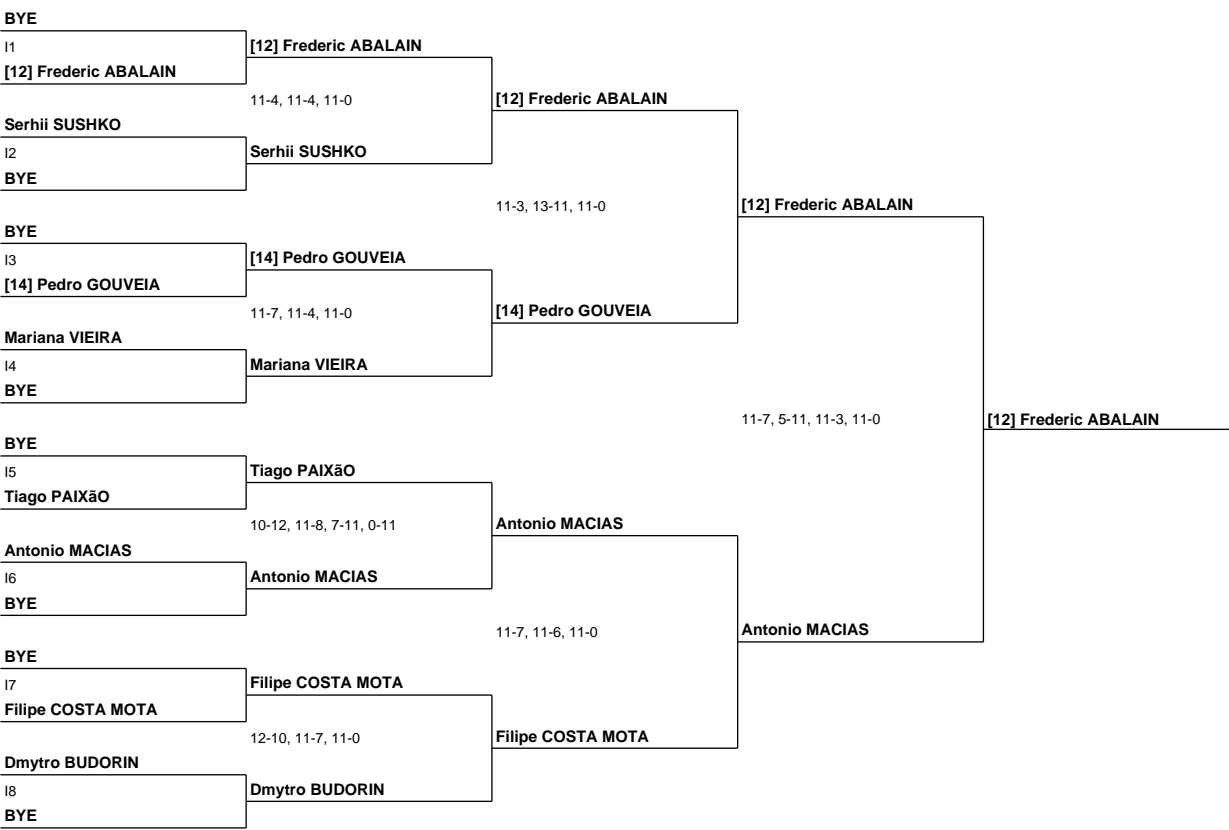 BYE
I1
[12] Frederic ABALAIN
Serhii SUSHKO
I2
BYE
BYE
I3
[14] Pedro GOUVEIA
Mariana VIEIRA
I4
BYE
BYE
I5
Tiago PAIXãO
Antonio MACIAS
I6
BYE
BYE
I7
Filipe COSTA MOTA
Dmytro BUDORIN
I8
BYE
[12] Frederic ABALAIN
11-4, 11-4, 11-0
Serhii SUSHKO
[14] Pedro GOUVEIA
11-7, 11-4, 11-0
Mariana VIEIRA
Tiago PAIXãO
10-12, 11-8, 7-11, 0-11
Antonio MACIAS
Filipe COSTA MOTA
12-10, 11-7, 11-0
Dmytro BUDORIN
[12] Frederic ABALAIN
11-3, 13-11, 11-0
[14] Pedro GOUVEIA
Antonio MACIAS
11-7, 11-6, 11-0
Filipe COSTA MOTA
[12] Frederic ABALAIN
11-7, 5-11, 11-3, 11-0
Antonio MACIAS
[12] Frederic ABALAIN